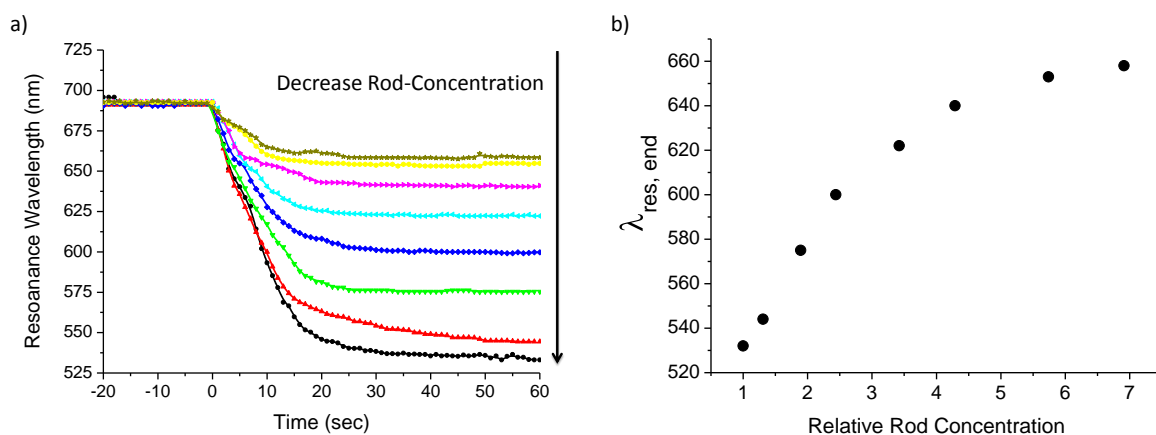 a)
Resoanance Wavelength (nm)
725
700
675
650
625
600
575
550
525
Decrease Rod-Concentration
-20 -10 0 10 20 30 40 50 60
Time (sec)
b)
λres, end
660
640
620
600
580
560
540
520
1 2 3 4 5 6 7
Relative Rod Concentration